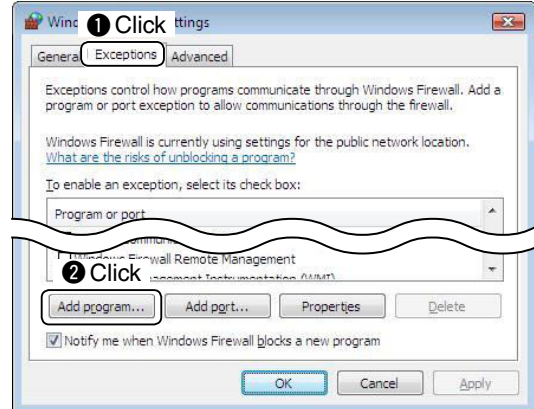 Wind ttings
❶ Click
General Exceptions Advanced
Exceptions control how programs communicate through Windows Firewall. Add a
program or port exception to allow communications through the firewall.
Windows Firewall is currently using settings for the public network location.
What are the risks of unblocking a program?
To enable an exception, select its check box:
Program or port
Windows Firewall Remote Management
❷ Click
Management Instrumentation (WMI)
Add program... Add port... Properties Delete
Notify me when Windows Firewall blocks a new program
OK Cancel Apply